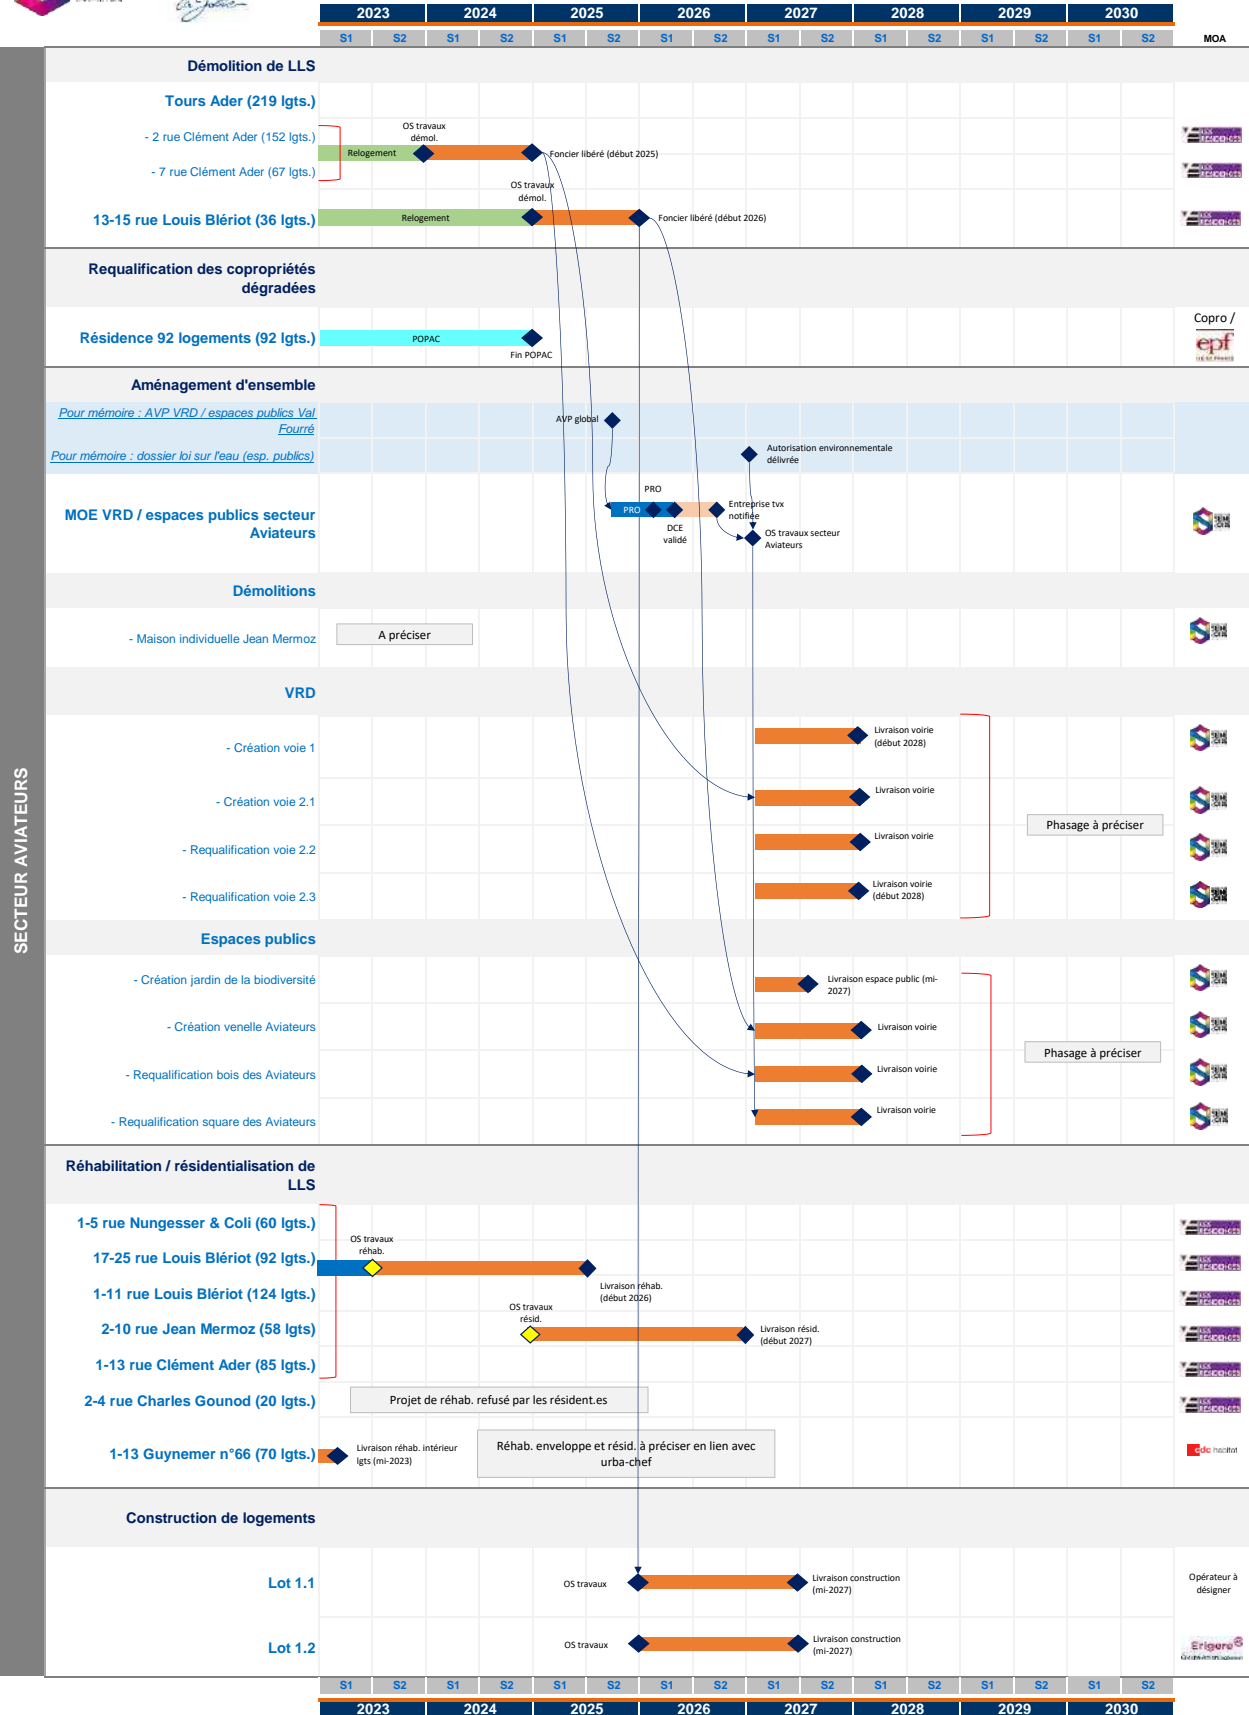 2023 2024 2025 2026 2027 2028 2029 2030
S1 S2 S1 S2 S1 S2 S1 S2 S1 S2 S1 S2 S1 S2 S1 S2 MOA
SECTEUR AVIATEURS
Démolition de LLS
Tours Ader (219 lgts.)
- 2 rue Clément Ader (152 lgts.)
OS travaux
démol.
Relogement
Foncier libéré (début 2025)
- 7 rue Clément Ader (67 lgts.)
OS travaux
démol.
13-15 rue Louis Blériot (36 lgts.)
Relogement
Foncier libéré (début 2026)
Requalification des copropriétés
dégradées
Résidence 92 logements (92 lgts.)
POPAC
Fin POPAC
Copro /
epf
Aménagement d'ensemble
Pour mémoire : AVP VRD / espaces publics Val
Fourré
AVP global
Pour mémoire : dossier loi sur l'eau (esp. publics)
Autorisation environnementale
délivrée
MOE VRD / espaces publics secteur
Aviateurs
PRO
PRO
DCE
validé
Entreprise tvx
notifiée
OS travaux secteur
Aviateurs
Démolitions
- Maison individuelle Jean Mermoz
A préciser
VRD
- Création voie 1
Livraison voirie
(début 2028)
- Création voie 2.1
Livraison voirie
- Requalification voie 2.2
Livraison voirie
- Requalification voie 2.3
Livraison voirie
(début 2028)
Phasage à préciser
Espaces publics
- Création jardin de la biodiversité
Livraison espace public (mi-
2027)
- Création venelle Aviateurs
Livraison voirie
- Requalification bois des Aviateurs
Livraison voirie
- Requalification square des Aviateurs
Livraison voirie
Phasage à préciser
Réhabilitation / résidentialisation de
LLS
1-5 rue Nungesser & Coli (60 lgts.)
17-25 rue Louis Blériot (92 lgts.)
OS travaux
réhab.
Livraison réhab.
(début 2026)
1-11 rue Louis Blériot (124 lgts.)
2-10 rue Jean Mermoz (58 lgts)
OS travaux
résid.
Livraison résid.
(début 2027)
1-13 rue Clément Ader (85 lgts.)
2-4 rue Charles Gounod (20 lgts.)
Projet de réhab. refusé par les résident.es
1-13 Guynemer n°66 (70 lgts.)
Livraison réhab. intérieur
lgts (mi-2023)
Réhab. enveloppe et résid. à préciser en lien avec
urba-chef
cdc habitat
Construction de logements
Lot 1.1
OS travaux
Livraison construction
(mi-2027)
Opérateur à
désigner
Lot 1.2
OS travaux
Livraison construction
(mi-2027)
Erigere
S1 S2 S1 S2 S1 S2 S1 S2 S1 S2 S1 S2 S1 S2 S1 S2
2023 2024 2025 2026 2027 2028 2029 2030